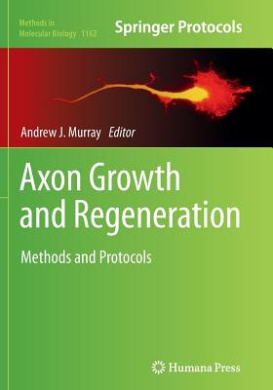 Methods in
Molecular Biology 1162
Springer Protocols
Andrew J. Murray Editor
Axon Growth
and Regeneration
Methods and Protocols
Humana Press